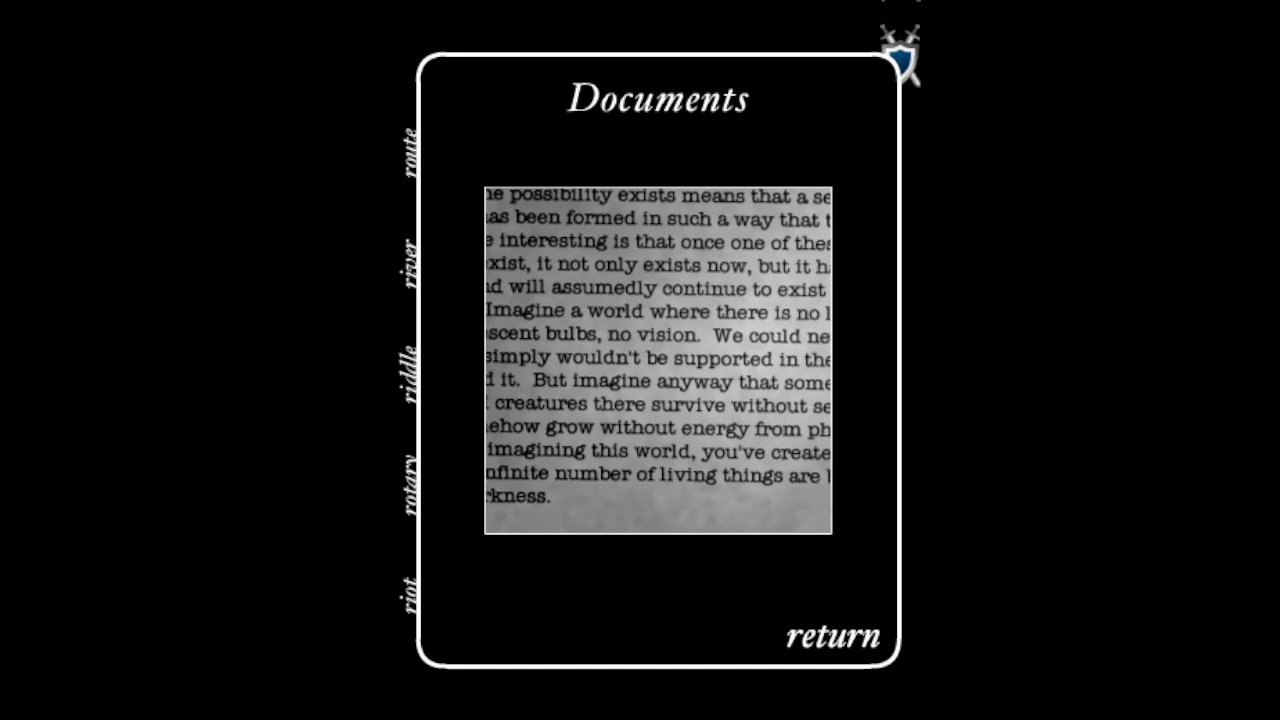 Documents
route
river
riddle
rotary
riot
he possibility exists means that a se
as been formed in such a way that t
e interesting is that once one of thes
xist, it not only exists now, but it h
d will assumedly continue to exist
Imagine a world where there is no l
scent bulbs, no vision. We could ne
simply wouldn't be supported in the
d it. But imagine anyway that some
creatures there survive without se
ehow grow without energy from ph
imagining this world, you've create
nfinite number of living things are
rkness.
return